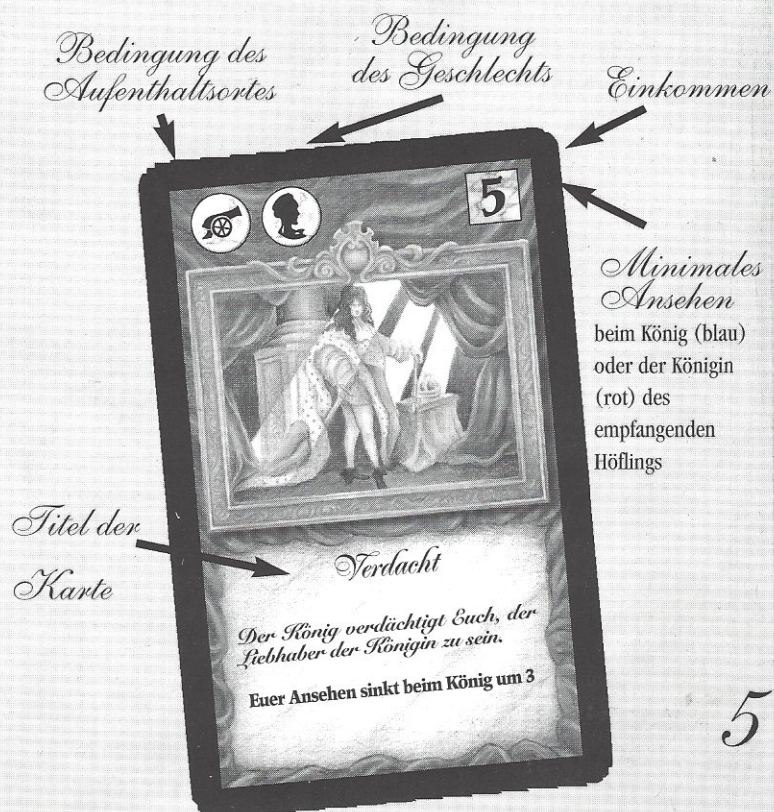 Bedingung des
Aufenthaltsortes
Bedingung
des Geschlechts
Einkommen
5
Minimales
Ansehen
beim König (blau)
oder der Königin
(rot) des
empfangenden
Höflings
Titel der
Karte
Verdacht
Der König verdächtigt Euch, der
Liebhaber der Königin zu sein.
Euer Ansehen sinkt beim König um 3
5